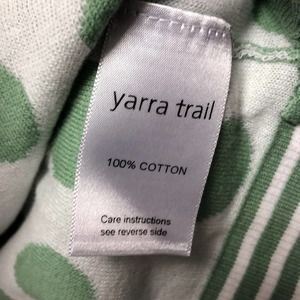 yarra trail
100% COTTON
Care instructions
see reverse side